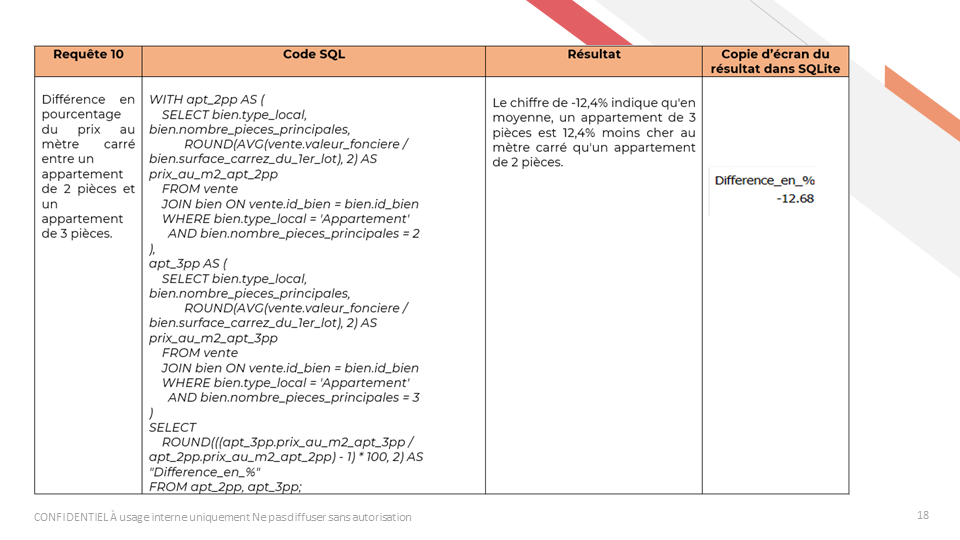 Requête 10
Code SQL
Résultat
Copie d'écran du
résultat dans SQLite
Différence en
pourcentage
du prix au
mètre carré
entre un
appartement
de 2 pièces et
un
appartement
de 3 pièces.
WITH apt_2pp AS (
SELECT bien.type_local,
bien.nombre_pieces_principales,
ROUND(AVG(vente.valeur_fonciere /
bien.surface_carrez_du_1er_lot), 2) AS
prix_au_m2_apt_2pp
FROM vente
JOIN bien ON vente.id_bien = bien.id_bien
WHERE bien.type_local = 'Appartement'
AND bien.nombre_pieces_principales = 2
),
apt_3pp AS (
SELECT bien.type_local,
bien.nombre_pieces_principales,
ROUND(AVG(vente.valeur_fonciere /
bien.surface_carrez_du_1er_lot), 2) AS
prix_au_m2_apt_3pp
FROM vente
JOIN bien ON vente.id_bien = bien.id_bien
WHERE bien.type_local = 'Appartement'
AND bien.nombre_pieces_principales = 3
)
SELECT
ROUND(((apt_3pp.prix_au_m2_apt_3pp /
apt_2pp.prix_au_m2_apt_2pp) - 1) * 100, 2) AS
"Difference_en_%"
FROM apt_2pp, apt_3pp;
Le chiffre de -12,4% indique qu'en
moyenne, un appartement de 3
pièces est 12,4% moins cher au
mètre carré qu'un appartement
de 2 pièces.
Difference_en_%
-12.68
CONFIDENTIEL À usage interne uniquement Ne pas diffuser sans autorisation
18